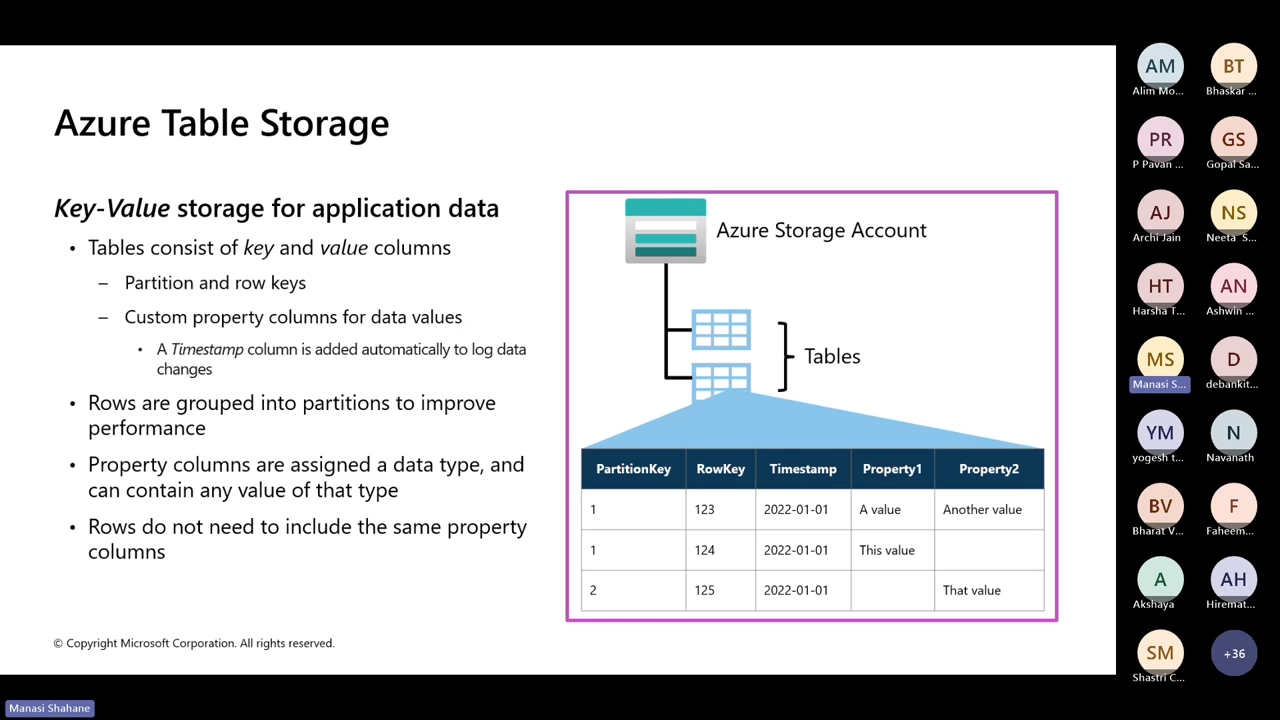 Azure Table Storage
Key-Value storage for application data
• Tables consist of key and value columns
– Partition and row keys
– Custom property columns for data values
• A Timestamp column is added automatically to log data
changes
• Rows are grouped into partitions to improve
performance
• Property columns are assigned a data type, and
can contain any value of that type
• Rows do not need to include the same property
columns
© Copyright Microsoft Corporation. All rights reserved.
Azure Storage Account
Tables
PartitionKey RowKey Timestamp Property1 Property2
1 123 2022-01-01 A value Another value
1 124 2022-01-01 This value
2 125 2022-01-01 That value
AM BT
Alim Mo... Bhaskar ...
PR GS
P Pavan ... Gopal Sa...
AJ NS
Archi Jain Neeta S...
HT AN
Harsha T... Ashwin ...
MS D
Manasi S... debankit...
YM N
yogesh t... Navanath
BV F
Bharat V... Faheem...
A AH
Akshaya Hiremat...
SM +36
Shastri C...
Manasi Shahane